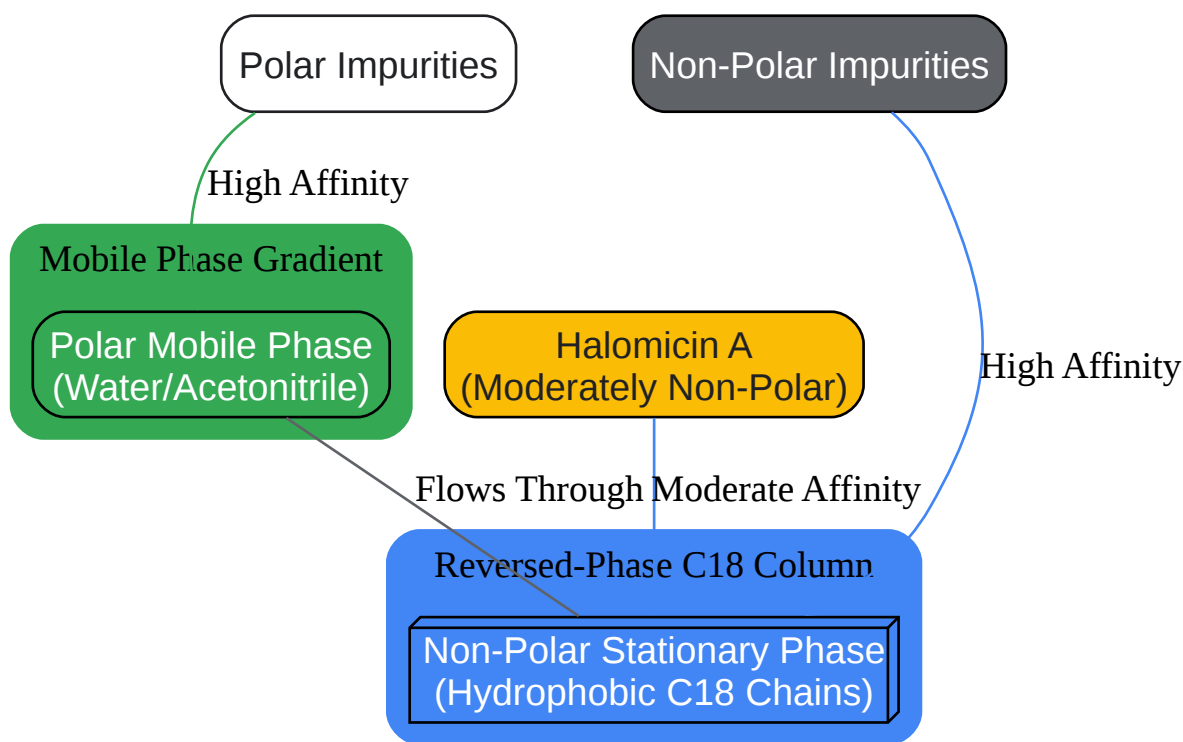 Polar Impurities
Non-Polar Impurities
High Affinity
Mobile Phase Gradient
Polar Mobile Phase
(Water/Acetonitrile)
Halomicin A
(Moderately Non-Polar)
High Affinity
Flows Through
Moderate Affinity
Reversed-Phase C18 Column
Non-Polar Stationary Phase
(Hydrophobic C18 Chains)